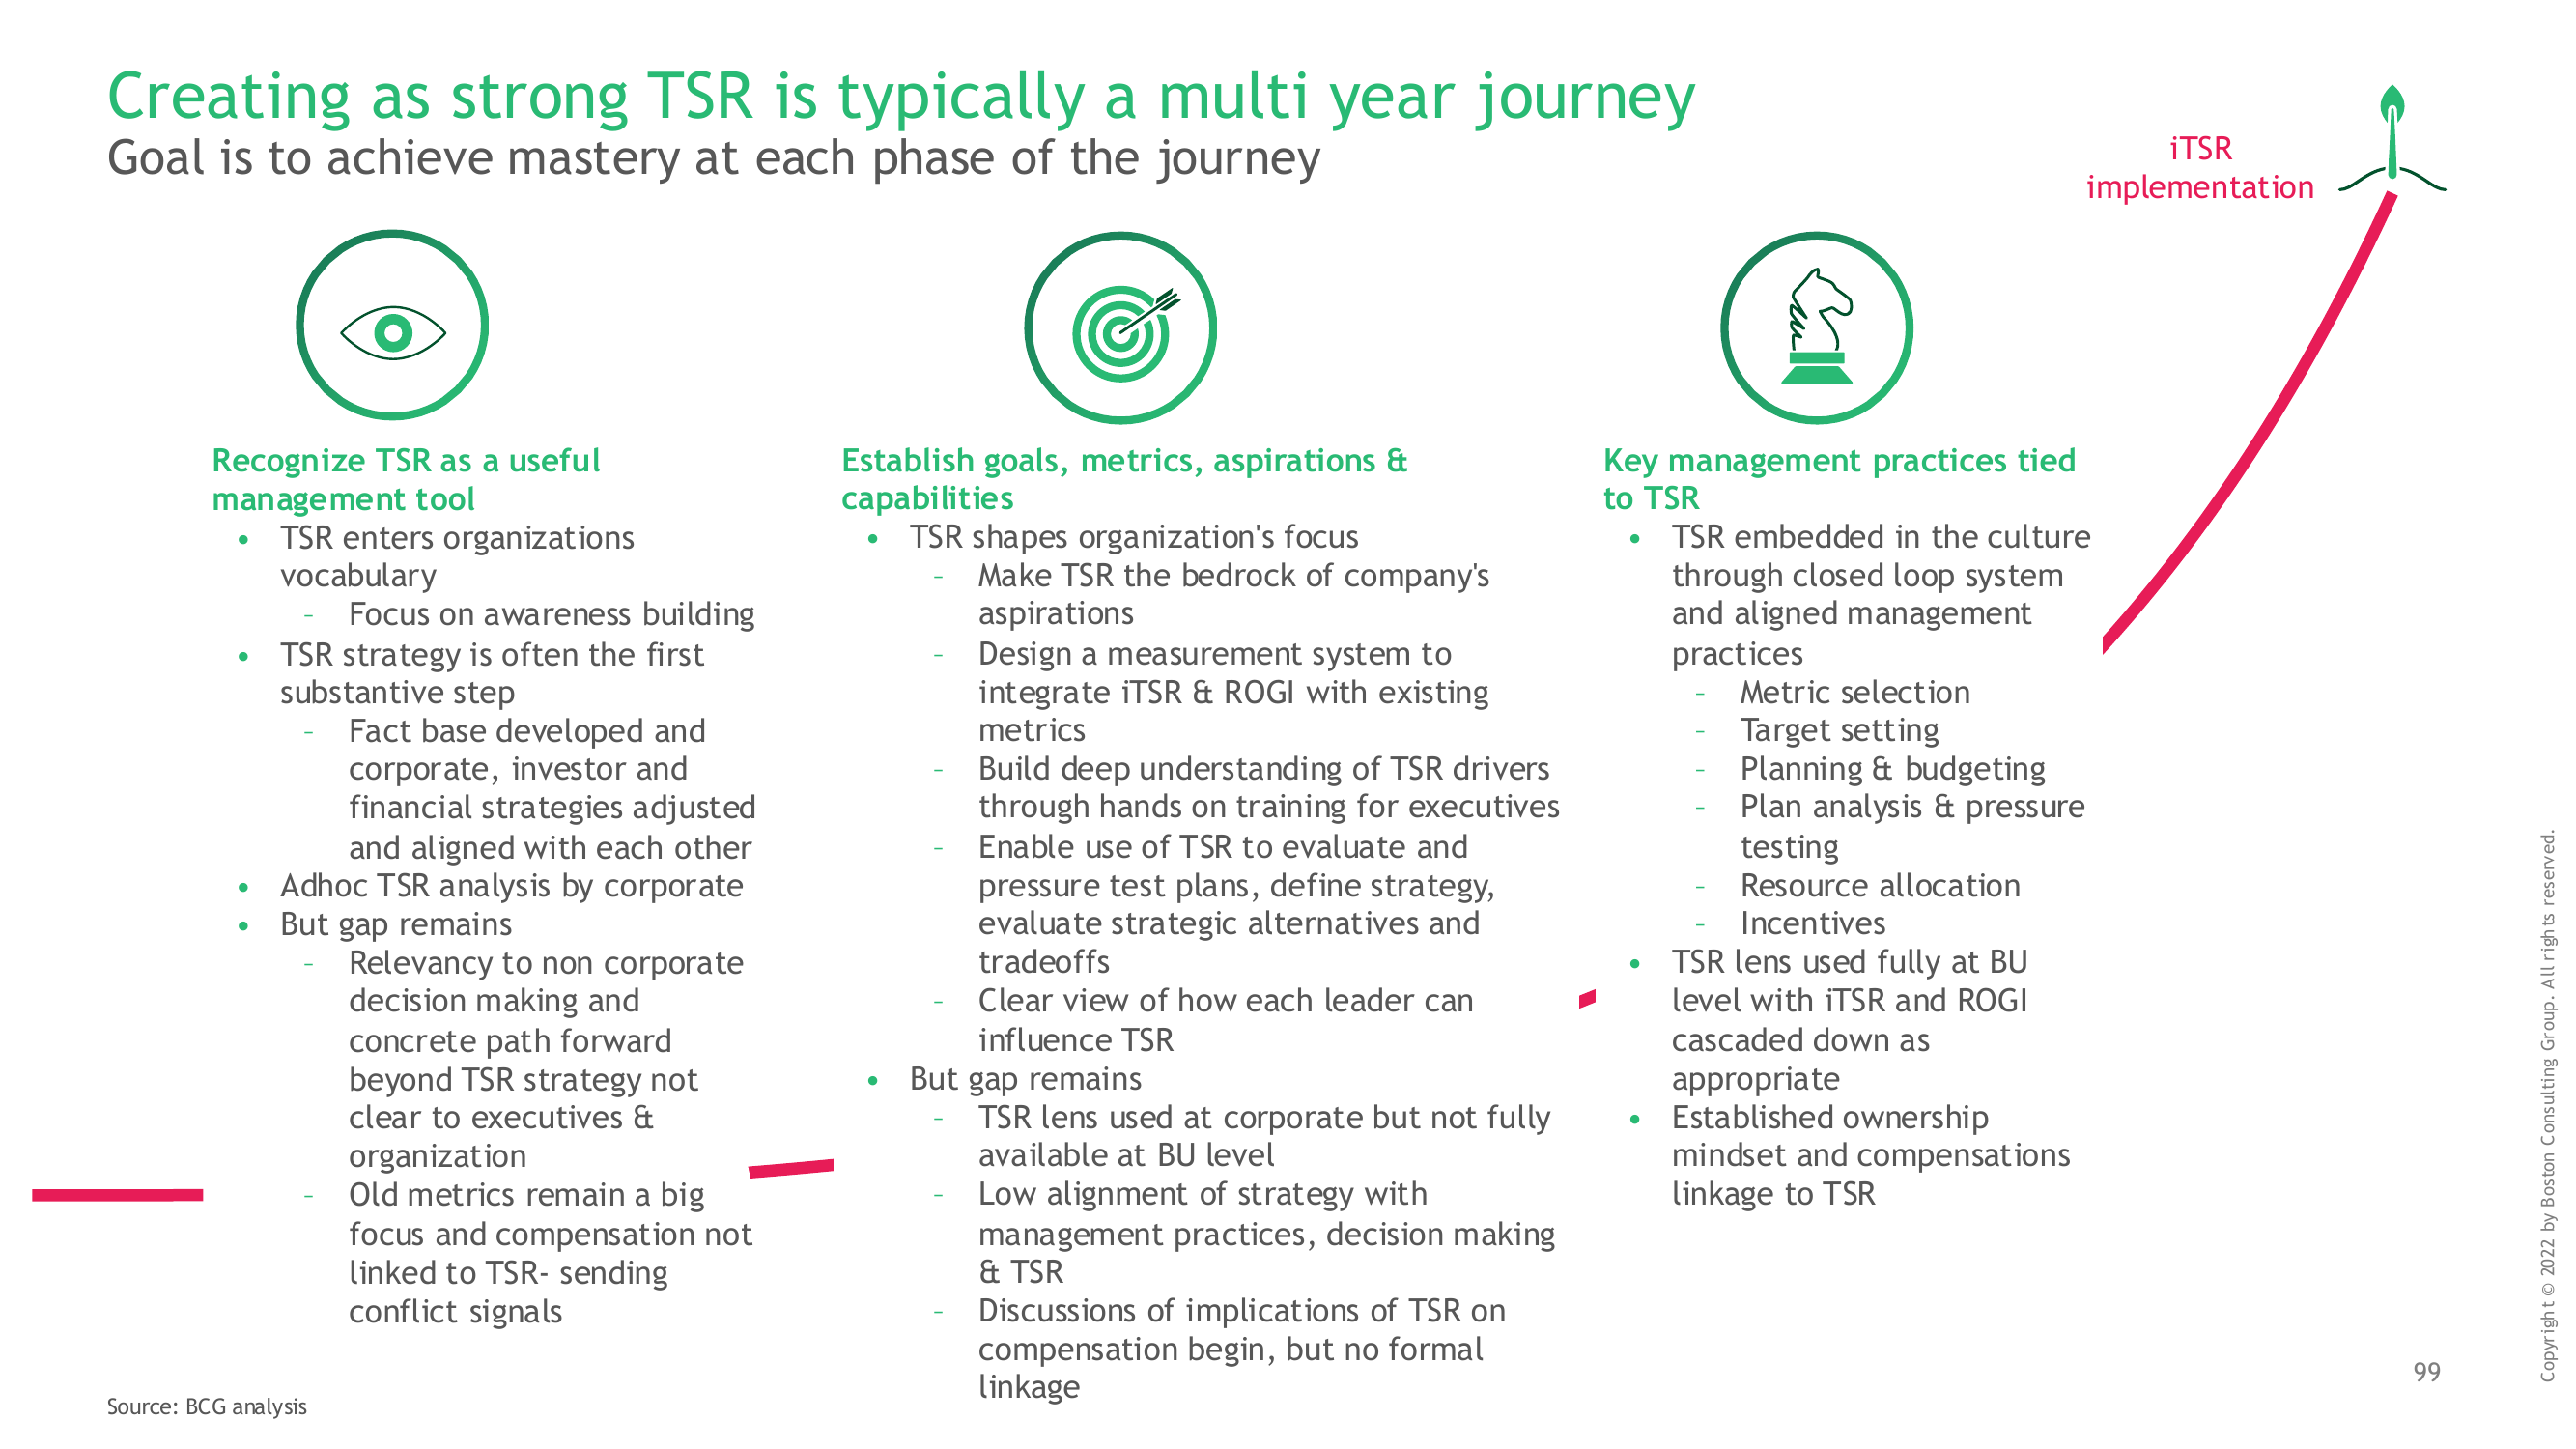 Creating as strong TSR is typically a multi year journey
Goal is to achieve mastery at each phase of the journey
iTSR
implementation
Recognize TSR as a useful
management tool
• TSR enters organizations
vocabulary
– Focus on awareness building
• TSR strategy is often the first
substantive step
– Fact base developed and
corporate, investor and
financial strategies adjusted
and aligned with each other
• Adhoc TSR analysis by corporate
• But gap remains
– Relevancy to non corporate
decision making and
concrete path forward
beyond TSR strategy not
clear to executives &
organization
– Old metrics remain a big
focus and compensation not
linked to TSR- sending
conflict signals
Establish goals, metrics, aspirations &
capabilities
• TSR shapes organization's focus
– Make TSR the bedrock of company's
aspirations
– Design a measurement system to
integrate iTSR & ROGI with existing
metrics
– Build deep understanding of TSR drivers
through hands on training for executives
– Enable use of TSR to evaluate and
pressure test plans, define strategy,
evaluate strategic alternatives and
tradeoffs
– Clear view of how each leader can
influence TSR
• But gap remains
– TSR lens used at corporate but not fully
available at BU level
– Low alignment of strategy with
management practices, decision making
& TSR
– Discussions of implications of TSR on
compensation begin, but no formal
linkage
Key management practices tied
to TSR
• TSR embedded in the culture
through closed loop system
and aligned management
practices
– Metric selection
– Target setting
– Planning & budgeting
– Plan analysis & pressure
testing
– Resource allocation
– Incentives
• TSR lens used fully at BU
level with iTSR and ROGI
cascaded down as
appropriate
• Established ownership
mindset and compensations
linkage to TSR
Source: BCG analysis
99
Copyright © 2022 by Boston Consulting Group. All rights reserved.